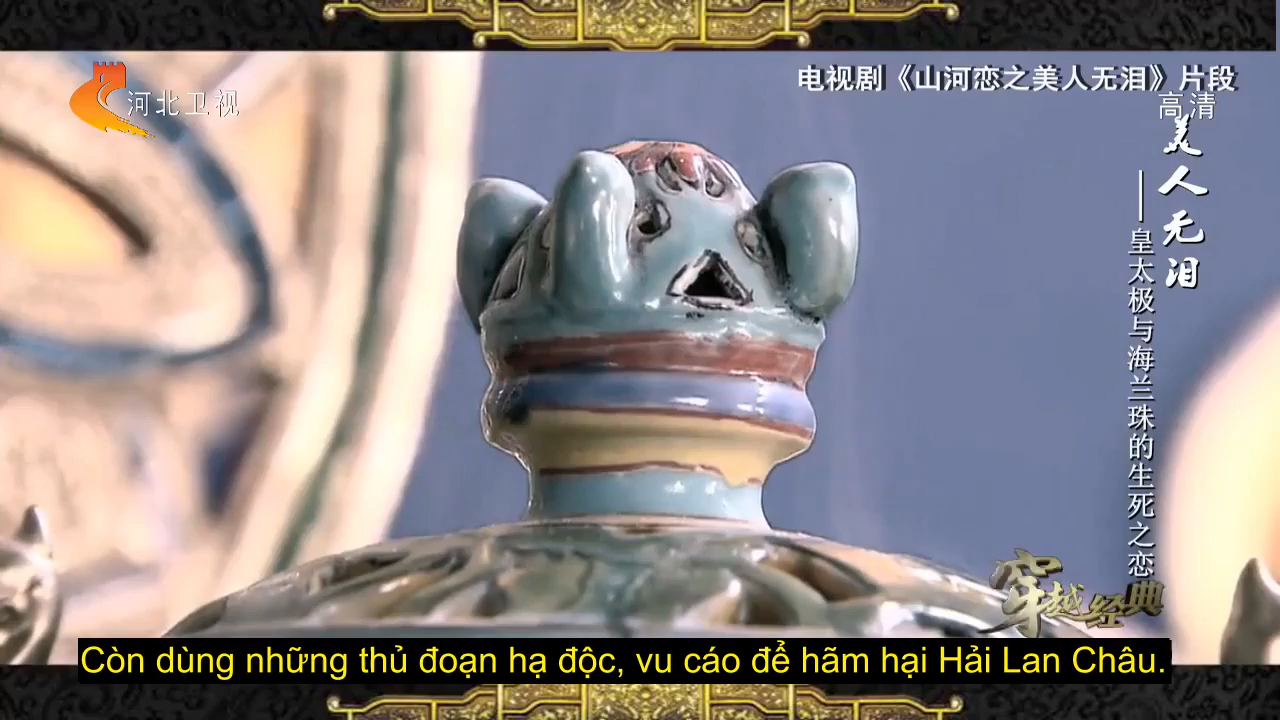 电视剧《山河恋之美人无泪》片段
河北卫视
高清
美人无泪
——皇太极与海兰珠的生死之恋
穿越经典
Còn dùng những thủ đoạn hạ độc, vu cáo để hãm hại Hải Lan Châu.